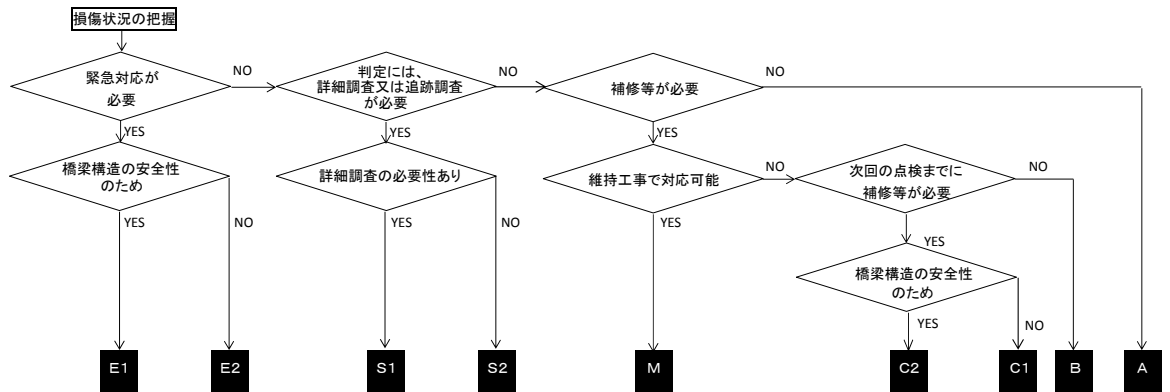 損傷状況の把握
緊急対応が
必要
NO
判定には、
詳細調査又は追跡調査
が必要
NO
補修等が必要
NO
YES
YES
YES
橋梁構造の安全性
のため
詳細調査の必要性あり
維持工事で対応可能
NO
次回の点検までに
補修等が必要
NO
YES
NO
YES
NO
YES
YES
橋梁構造の安全性
のため
YES
NO
E1
E2
S1
S2
M
C2
C1
B
A